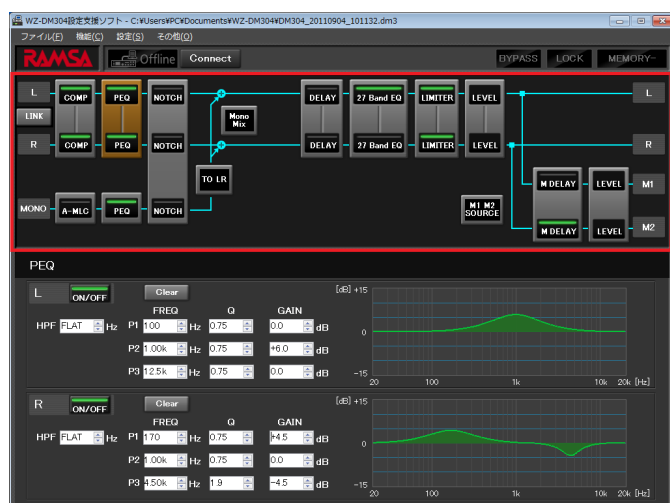 WZ-DM304設定支援ソフト - C:¥Users¥PC¥Documents¥WZ-DM304¥DM304_20110904_101132.dm3
ファイル(F) 機能(C) 設定(S) その他(O)
RAMSA Offline Connect BYPASS LOCK MEMORY-
L COMP PEQ NOTCH DELAY 27 Band EQ LIMITER LEVEL L
LINK
Mono
Mix
R COMP PEQ NOTCH DELAY 27 Band EQ LIMITER LEVEL R
TO LR
M DELAY LEVEL M1
MONO A-MLC PEQ NOTCH
M1 M2
SOURCE
M DELAY LEVEL M2
PEQ
L ON/OFF Clear
FREQ Q GAIN
HPF FLAT Hz P1 100 Hz 0.75 0.0 dB
P2 1.00k Hz 0.75 +6.0 dB
P3 12.5k Hz 0.75 0.0 dB
[dB] +15
0
-15
20 100 1k 10k 20k [Hz]
R ON/OFF Clear
FREQ Q GAIN
HPF FLAT Hz P1 170 Hz 0.75 +4.5 dB
P2 1.00k Hz 0.75 0.0 dB
P3 4.50k Hz 1.9 -4.5 dB
[dB] +15
0
-15
20 100 1k 10k 20k [Hz]